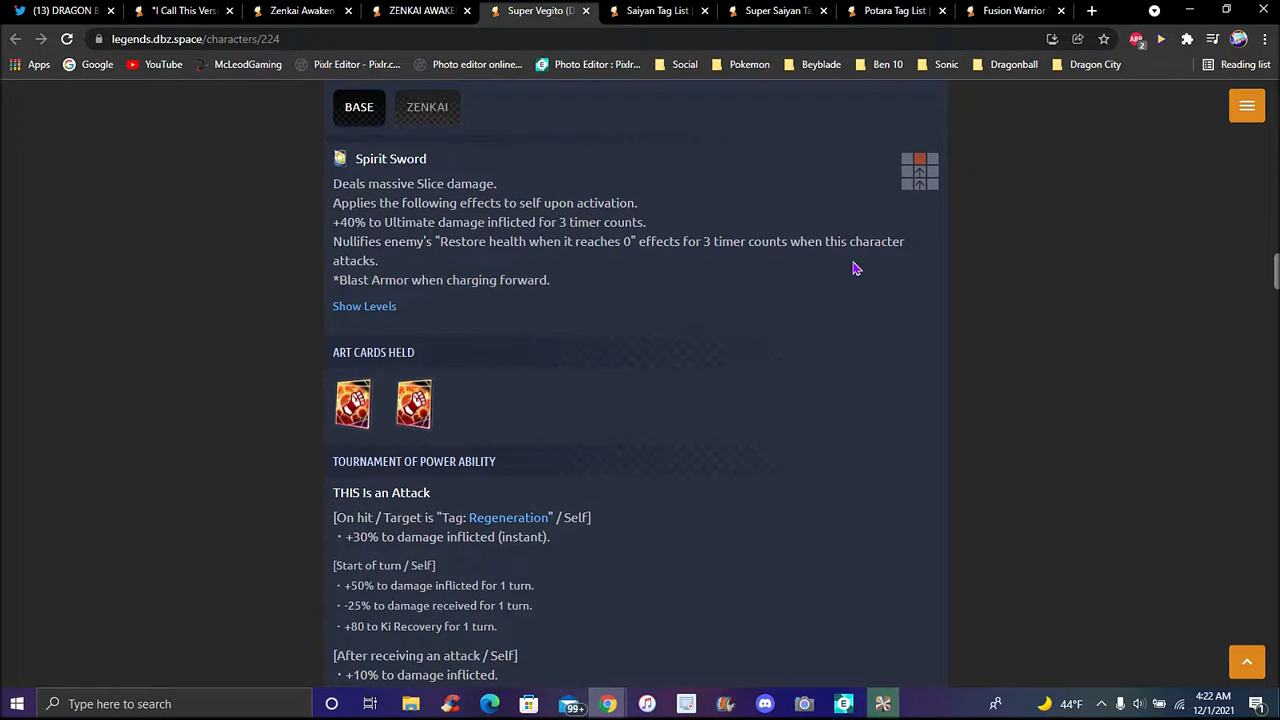 (13) DRAGON B
"I Call This Vers
Zenkai Awaken
ZENKAI AWAKE
Super Vegito (D
Saiyan Tag List
Super Saiyan Ta
Potara Tag List
Fusion Warrior
legends.dbz.space/characters/224
2
Apps
Google
YouTube
McLeodGaming
Pixlr Editor - Pixlr.c...
Photo editor online...
Photo Editor : Pixlr...
Social
Pokemon
Beyblade
Ben 10
Sonic
Dragonball
Dragon City
Reading list
BASE
ZENKAI
Spirit Sword
Deals massive Slice damage.
Applies the following effects to self upon activation.
+40% to Ultimate damage inflicted for 3 timer counts.
Nullifies enemy's "Restore health when it reaches 0" effects for 3 timer counts when this character
attacks.
*Blast Armor when charging forward.
Show Levels
ART CARDS HELD
TOURNAMENT OF POWER ABILITY
THIS Is an Attack
[On hit / Target is "Tag: Regeneration" / Self]
・+30% to damage inflicted (instant).
[Start of turn / Self]
・+50% to damage inflicted for 1 turn.
・-25% to damage received for 1 turn.
・+80 to Ki Recovery for 1 turn.
[After receiving an attack / Self]
・+10% to damage inflicted.
Type here to search
99+
44°F
4:22 AM
12/1/2021